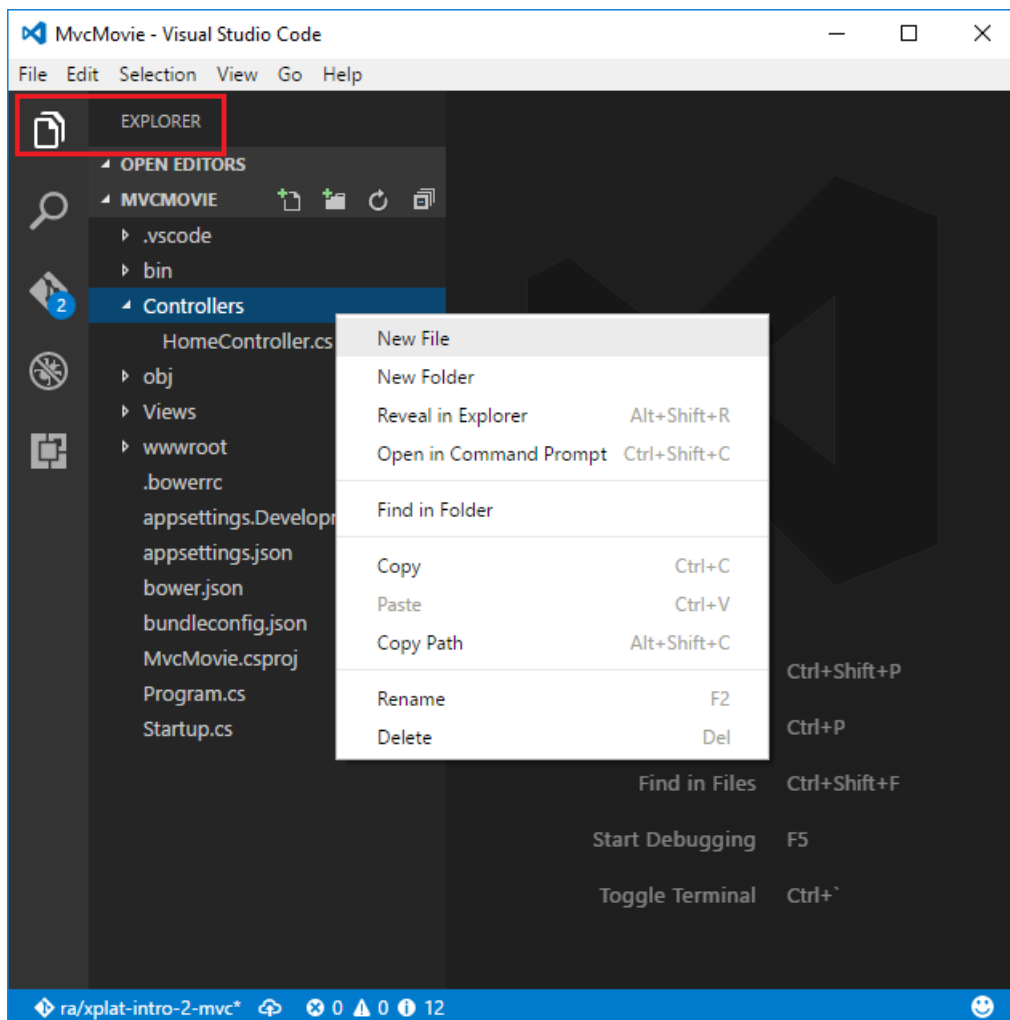 MvcMovie - Visual Studio Code
File Edit Selection View Go Help
EXPLORER
OPEN EDITORS
MVCMOVIE
.vscode
bin
2
Controllers
HomeController.cs
obj
Views
wwwroot
.bowerrc
appsettings.Developr
appsettings.json
bower.json
bundleconfig.json
MvcMovie.csproj
Program.cs
Startup.cs
New File
New Folder
Reveal in Explorer Alt+Shift+R
Open in Command Prompt Ctrl+Shift+C
Find in Folder
Copy Ctrl+C
Paste Ctrl+V
Copy Path Alt+Shift+C
Rename F2
Delete Del
Ctrl+Shift+P
Ctrl+P
Find in Files Ctrl+Shift+F
Start Debugging F5
Toggle Terminal Ctrl+`
ra/xplat-intro-2-mvc* 0 0 12